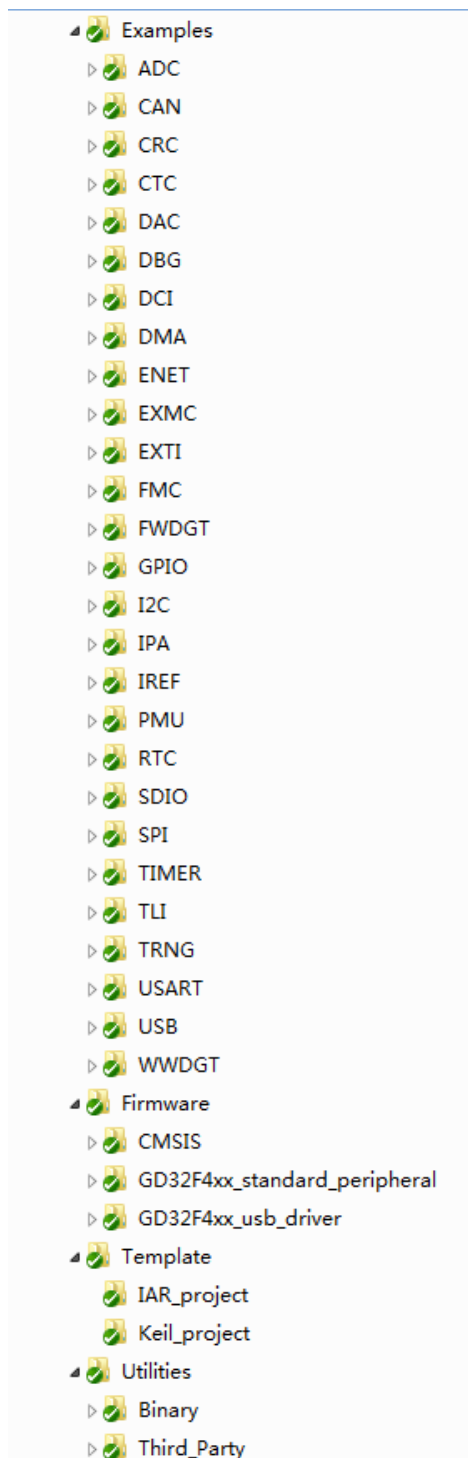 Examples
ADC
CAN
CRC
CTC
DAC
DBG
DCI
DMA
ENET
EXMC
EXTI
FMC
FWDGT
GPIO
I2C
IPA
IREF
PMU
RTC
SDIO
SPI
TIMER
TLI
TRNG
USART
USB
WWDGT
Firmware
CMSIS
GD32F4xx_standard_peripheral
GD32F4xx_usb_driver
Template
IAR_project
Keil_project
Utilities
Binary
Third_Party